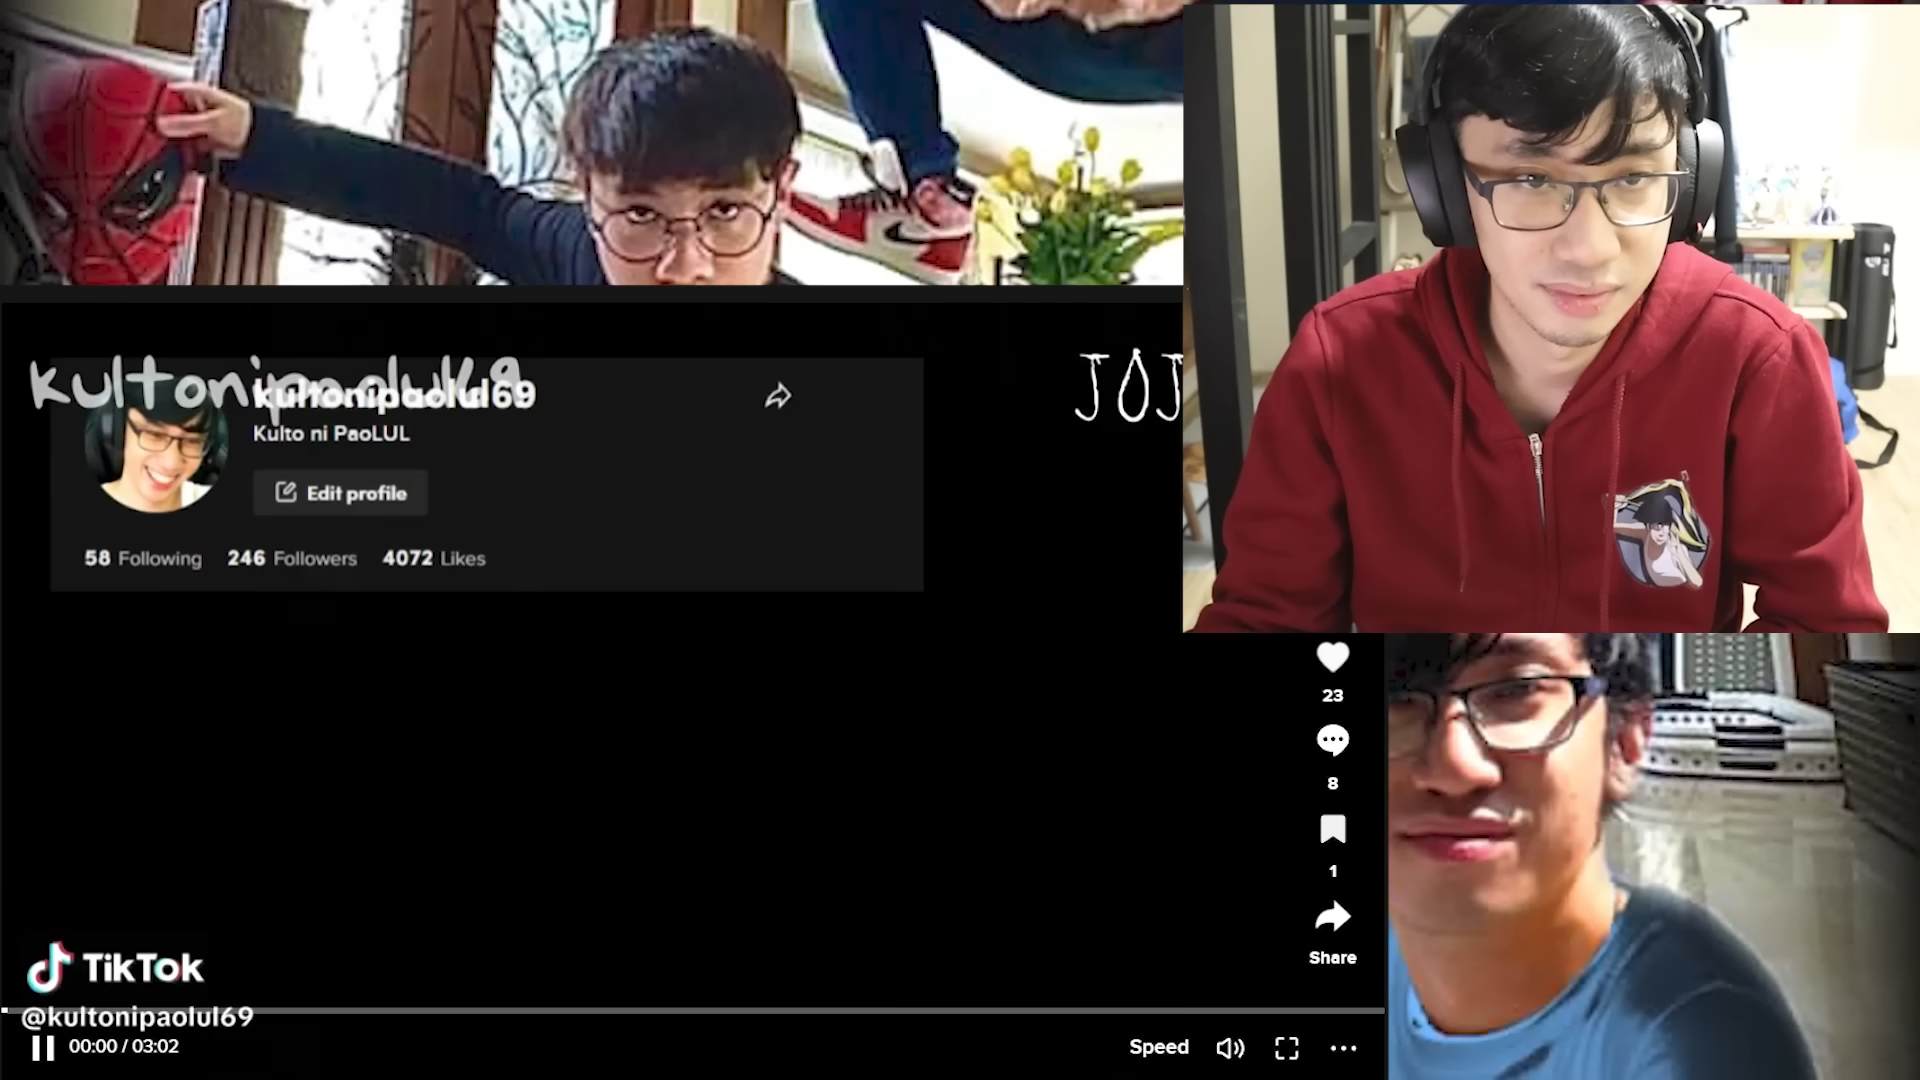 kultonipaolul69
JOJ
kultonipaolul69
Kulto ni PaoLUL
Edit profile
58 Following 246 Followers 4072 Likes
23
8
1
Share
TikTok
@kultonipaolul69
00:00 / 03:02
Speed